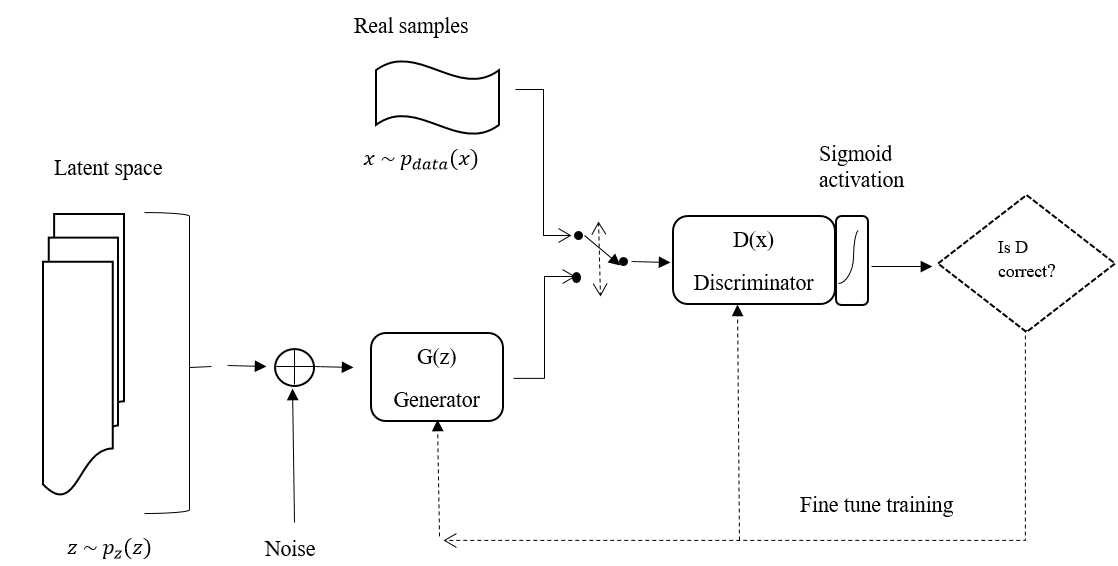 Real samples
x ~ p_data(x)
Latent space
Sigmoid
activation
D(x)
Discriminator
Is D
correct?
G(z)
Generator
Fine tune training
z ~ p_z(z)
Noise